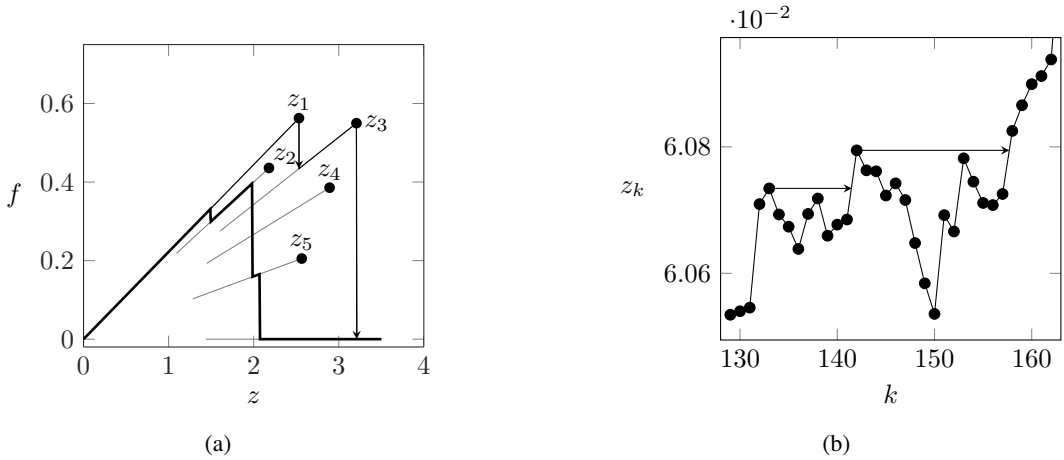 0 0.2 0.4 0.6
f
0 1 2 3 4
z
z₁
z₂
z₃
z₄
z₅
(a)
·10⁻²
6.08
6.06
z_k
130 140 150 160
k
(b)